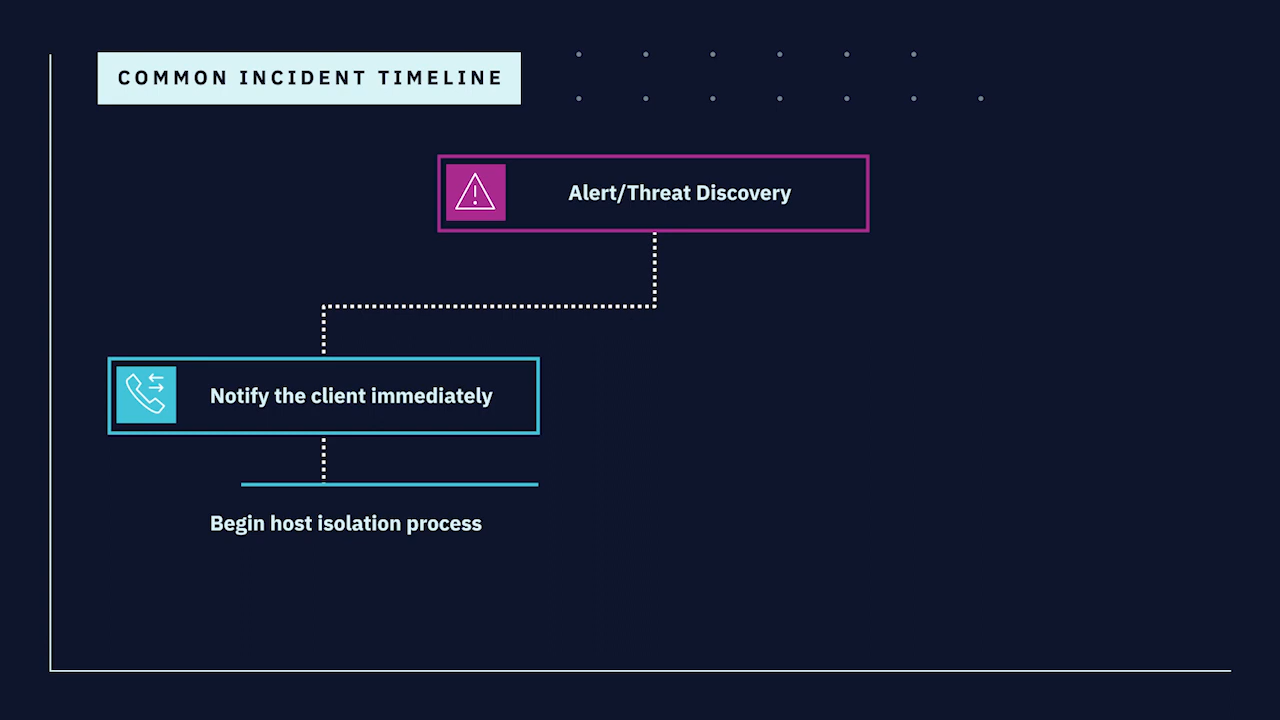 COMMON INCIDENT TIMELINE
Alert/Threat Discovery
Notify the client immediately
Begin host isolation process